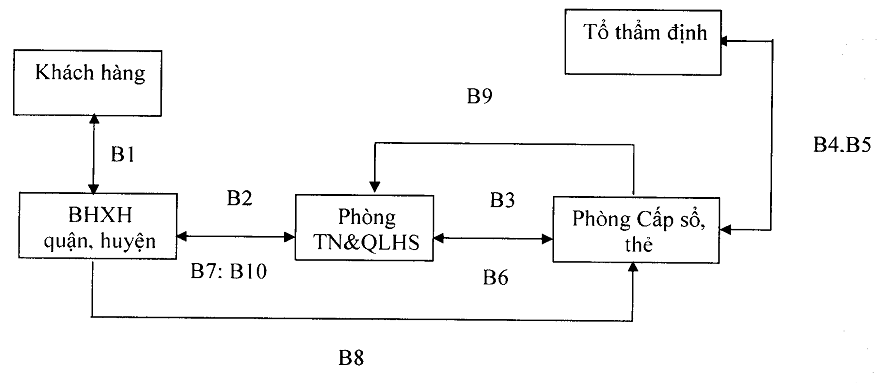 Tổ thẩm định
Khách hàng
B9
B4.B5
B1
B2
B3
BHXH
quận, huyện
Phòng
TN&QLHS
Phòng Cấp sổ,
thẻ
B7: B10
B6
B8